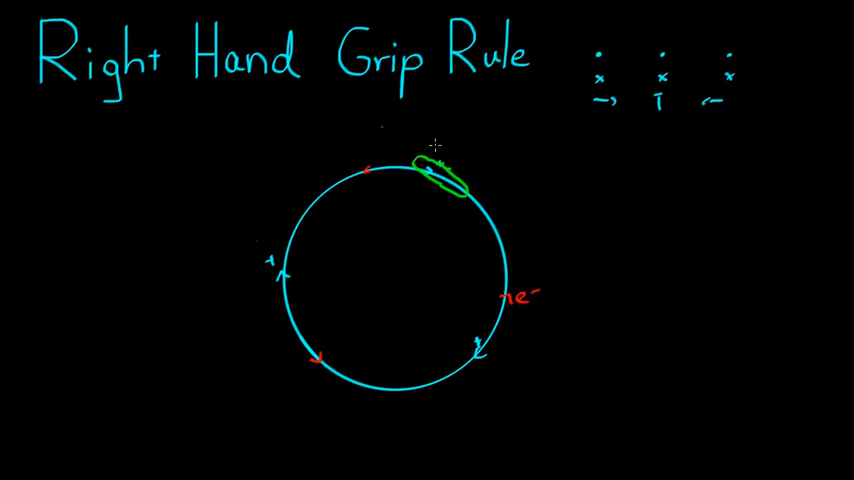 Right Hand Grip Rule
• • •
x x x
→ T ←
+
+
e⁻
+